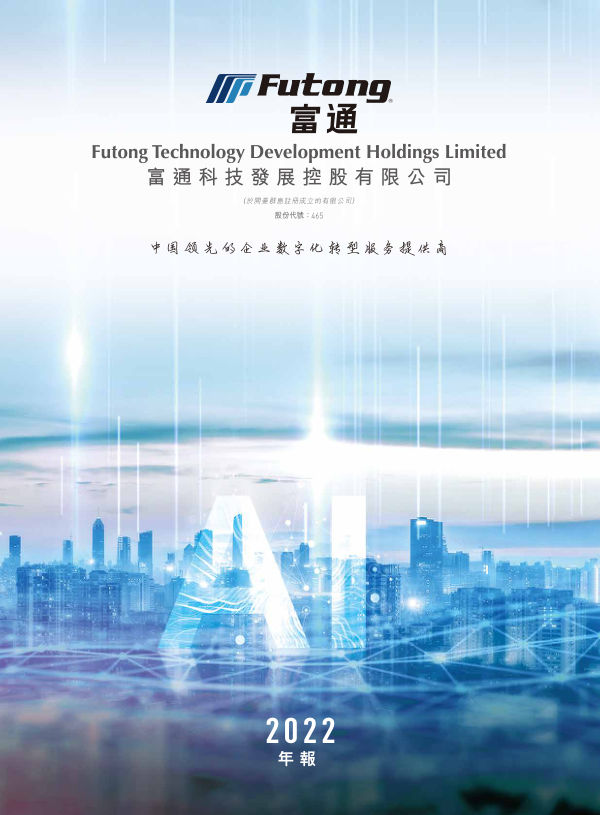 Futong®
富通
Futong Technology Development Holdings Limited
富通科技發展控股有限公司
(於開曼群島註冊成立的有限公司)
股份代號：465
中国领先的企业数字化转型服务提供商
AI
2022
年報